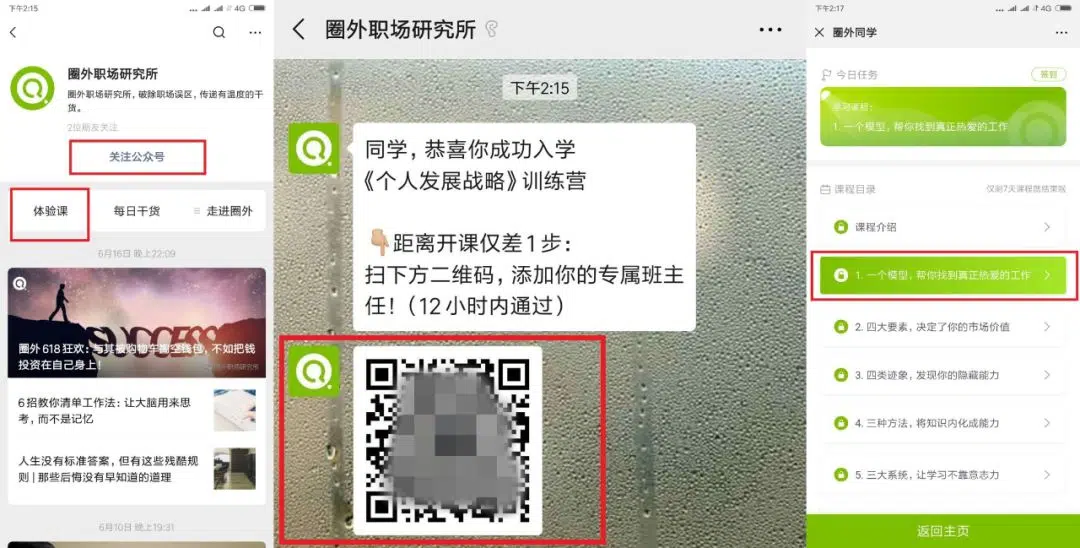 下午2:15
4G
圈外职场研究所
圈外职场研究所，破除职场误区，传递有温度的干
货。
2位朋友关注
关注公众号
体验课
每日干货
走进圈外
6月16日 晚上22:09
SUCCESS
圈外618狂欢：与其被购物车掏空钱包，不如把钱
投资在自己身上！
6招教你清单工作法：让大脑用来思
考，而不是记忆
人生没有标准答案，但有这些残酷规
则 | 那些后悔没有早知道的道理
6月10日 晚上19:31
圈外职场研究所
下午2:15
同学，恭喜你成功入学
《个人发展战略》训练营
👇🏼距离开课仅差1步：
扫下方二维码，添加你的专属班主
任！（12小时内通过）
下午2:17
4G
圈外同学
今日任务
签到
1. 一个模型，帮你找到真正热爱的工作
课程目录
课程介绍
1. 一个模型，帮你找到真正热爱的工作
2. 四大要素，决定了你的市场价值
3. 四类迹象，发现你的隐藏能力
4. 三种方法，将知识内化成能力
5. 三大系统，让学习不靠意志力
返回主页